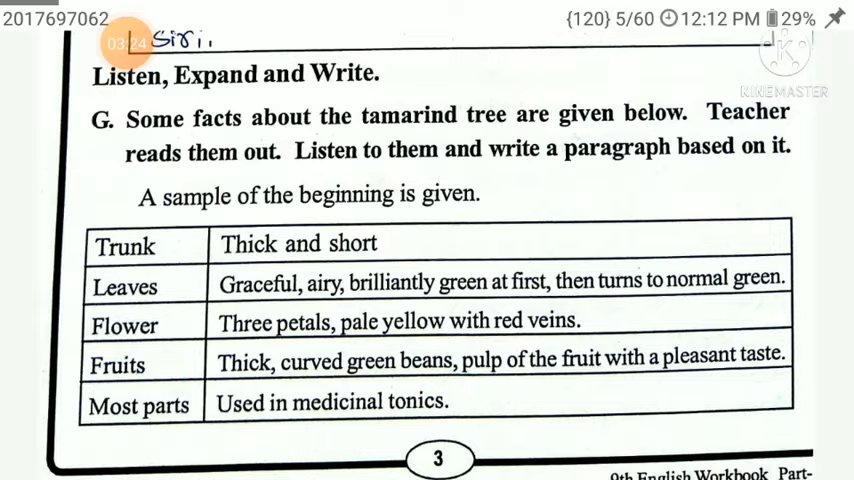 2017697062 {120} 5/60 12:12 PM 29%
03:24
KINEMASTER
Listen, Expand and Write.
G. Some facts about the tamarind tree are given below. Teacher
reads them out. Listen to them and write a paragraph based on it.
A sample of the beginning is given.
Trunk Thick and short
Leaves Graceful, airy, brilliantly green at first, then turns to normal green.
Flower Three petals, pale yellow with red veins.
Fruits Thick, curved green beans, pulp of the fruit with a pleasant taste.
Most parts Used in medicinal tonics.
3
9th English Workbook Part-